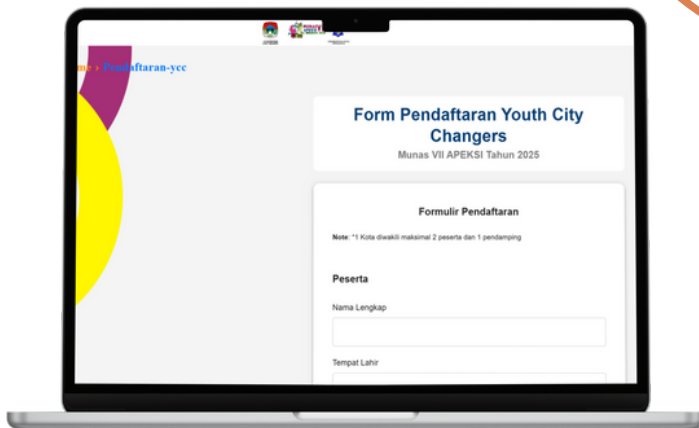 me › Pendaftaran-ycc
Form Pendaftaran Youth City
Changers
Munas VII APEKSI Tahun 2025
Formulir Pendaftaran
Note: *1 Kota diwakili maksimal 2 peserta dan 1 pendamping
Peserta
Nama Lengkap
Tempat Lahir